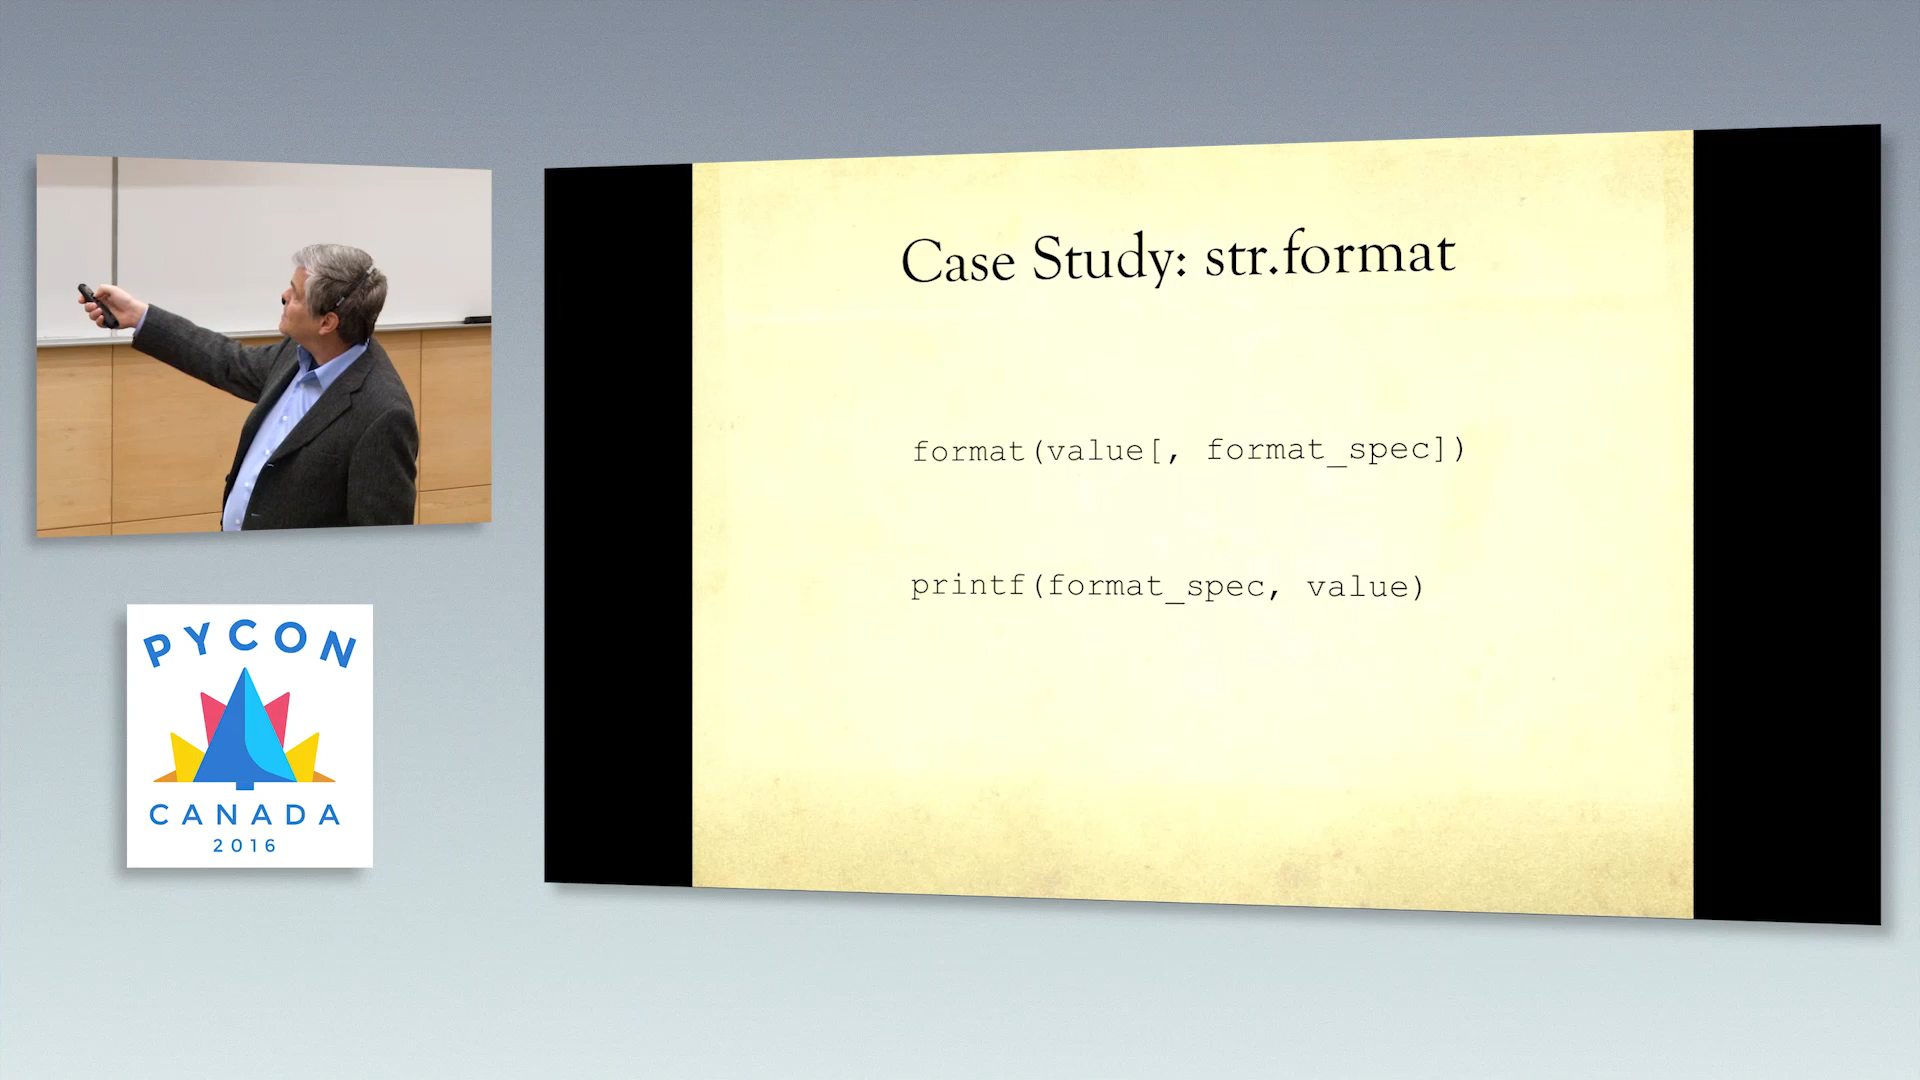 Case Study: str.format
format(value[, format_spec])
printf(format_spec, value)
PYCON
CANADA
2016